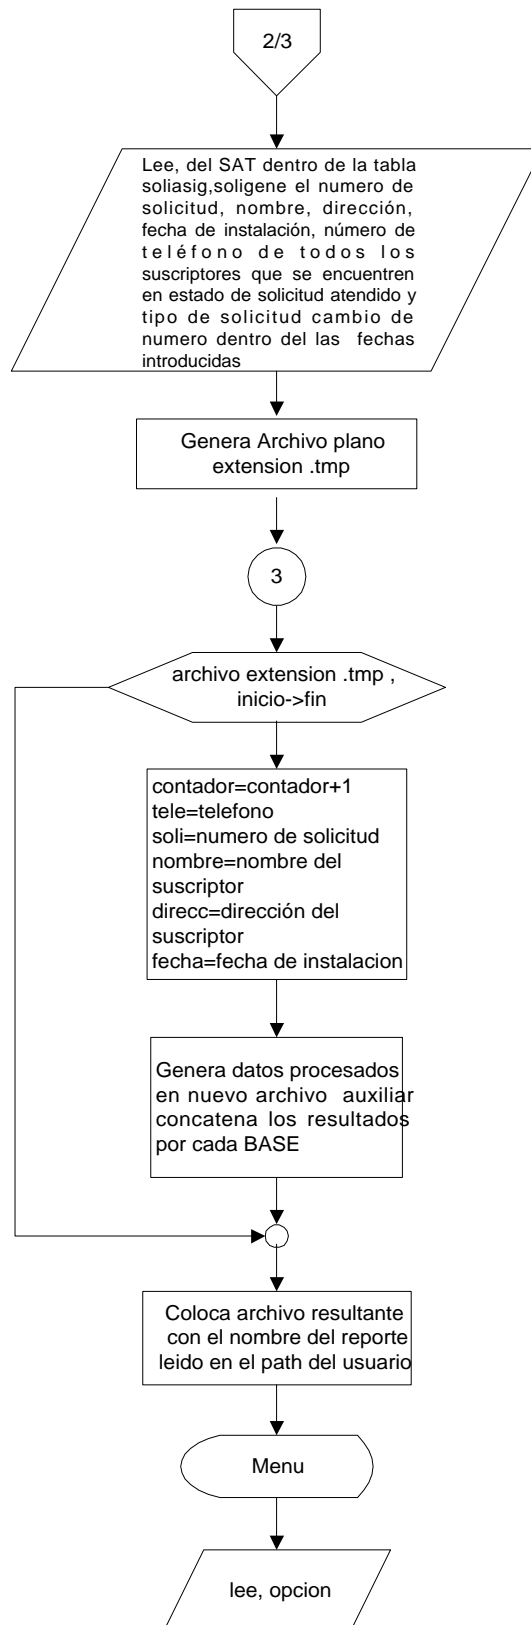 2/3
Lee, del SAT dentro de la tabla
soliasig,soligene el numero de
solicitud, nombre, dirección,
fecha de instalación, número de
teléfono de todos los
suscriptores que se encuentren
en estado de solicitud atendido y
tipo de solicitud cambio de
numero dentro del las fechas
introducidas
Genera Archivo plano
extension .tmp
3
archivo extension .tmp ,
inicio->fin
contador=contador+1
tele=telefono
soli=numero de solicitud
nombre=nombre del
suscriptor
direcc=dirección del
suscriptor
fecha=fecha de instalacion
Genera datos procesados
en nuevo archivo auxiliar
concatena los resultados
por cada BASE
Coloca archivo resultante
con el nombre del reporte
leido en el path del usuario
Menu
lee, opcion